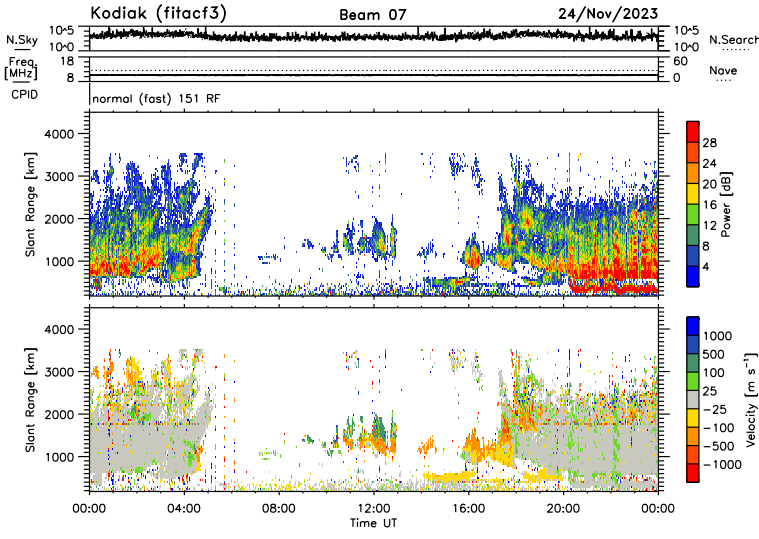 Kodiak (fitacf3) Beam 07 24/Nov/2023
N.Sky 10^5 10^0 10^5 10^0 N.Search
Freq. [MHz] 18 8 60 0 Nave
CPID normal (fast) 151 RF
Slant Range [km]
4000
3000
2000
1000
28
24
20
16
12
8
4
Power [dB]
Slant Range [km]
4000
3000
2000
1000
1000
500
100
25
-25
-100
-500
-1000
Velocity [m s⁻¹]
00:00 04:00 08:00 12:00 16:00 20:00 00:00
Time UT